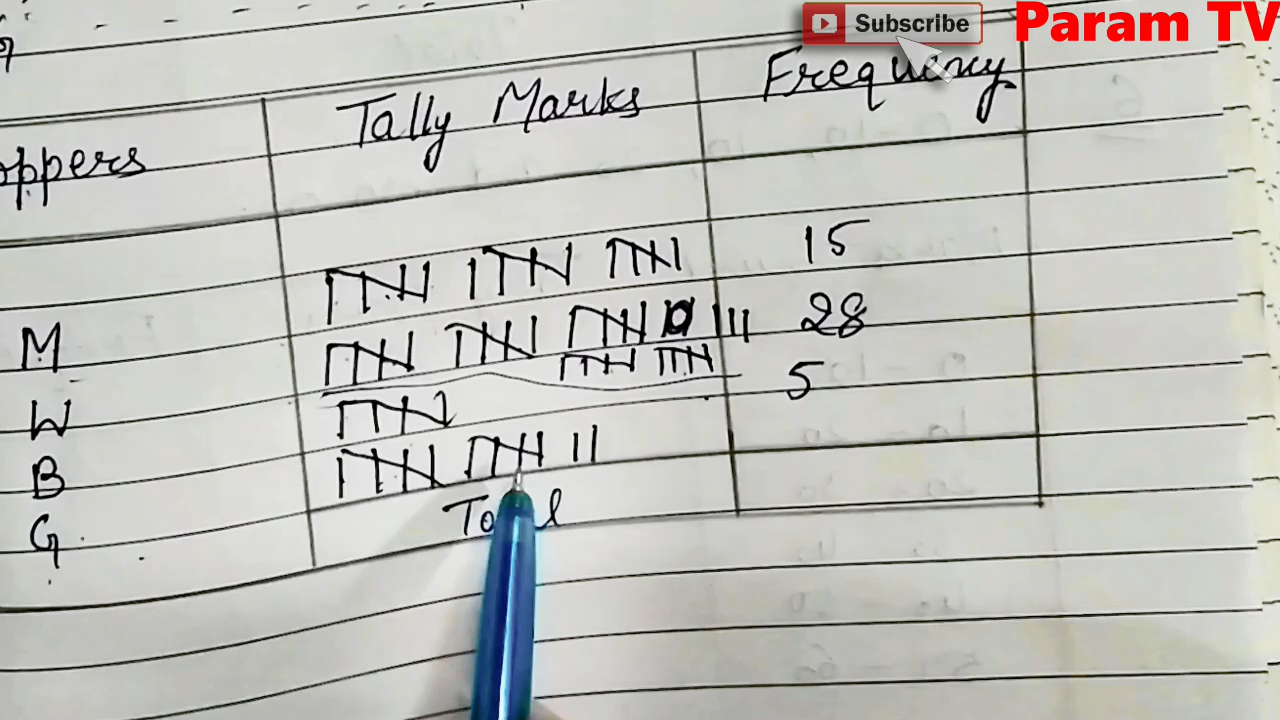 Subscribe Param TV
oppers Tally Marks Frequency
M 15
W 28
B 5
G
Total